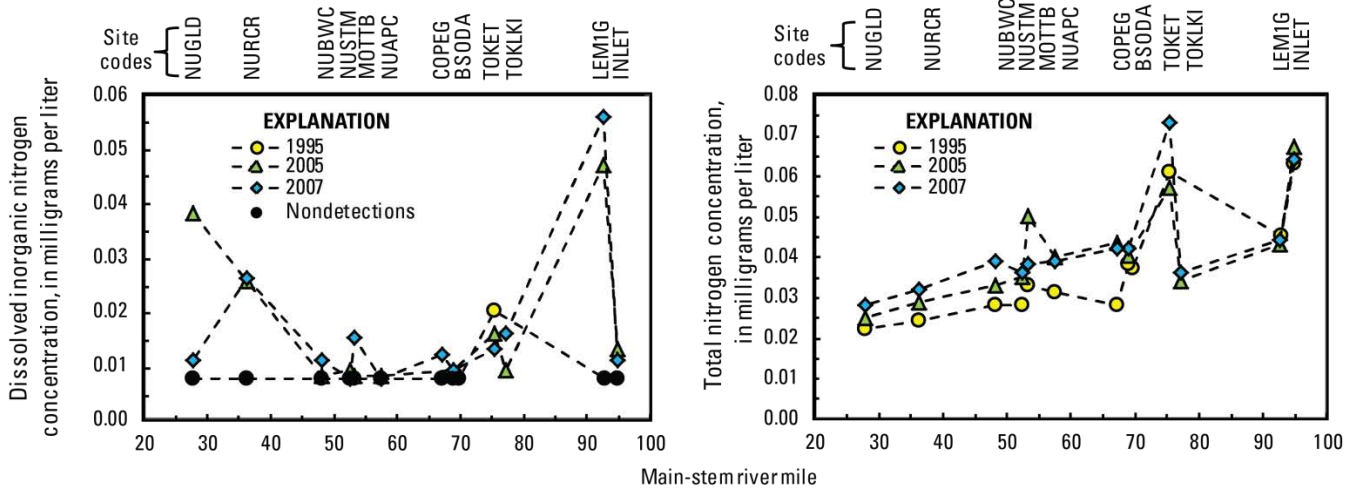 Site
codes
NUGLD
NURCR
NUBWC
NUSTM
MOTTB
NUAPC
COPEG
BSODA
TOKET
TOKLKI
LEM1G
INLET
Dissolved inorganic nitrogen
concentration, in milligrams per liter
0.06
0.05
0.04
0.03
0.02
0.01
0.00
EXPLANATION
1995
2005
2007
Nondetections
20 30 40 50 60 70 80 90 100
Site
codes
NUGLD
NURCR
NUBWC
NUSTM
MOTTB
NUAPC
COPEG
BSODA
TOKET
TOKLKI
LEM1G
INLET
Total nitrogen concentration,
in milligrams per liter
0.08
0.07
0.06
0.05
0.04
0.03
0.02
0.01
0.00
EXPLANATION
1995
2005
2007
20 30 40 50 60 70 80 90 100
Main-stem river mile